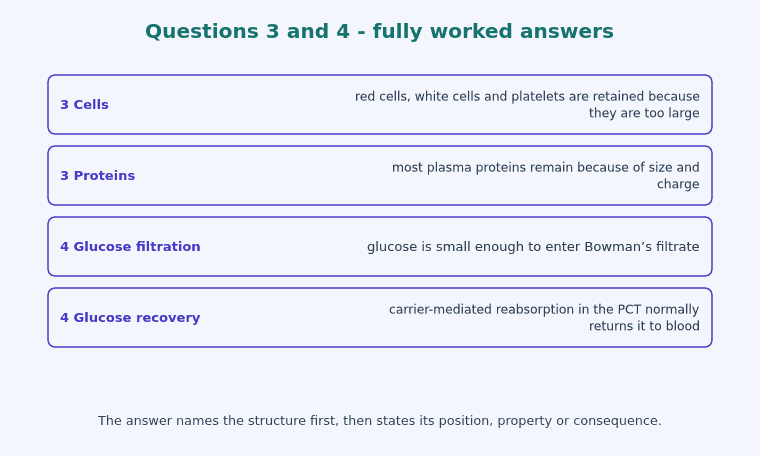 Questions 3 and 4 - fully worked answers
3 Cells
red cells, white cells and platelets are retained because
they are too large
3 Proteins
most plasma proteins remain because of size and
charge
4 Glucose filtration
glucose is small enough to enter Bowman’s filtrate
4 Glucose recovery
carrier-mediated reabsorption in the PCT normally
returns it to blood
The answer names the structure first, then states its position, property or consequence.